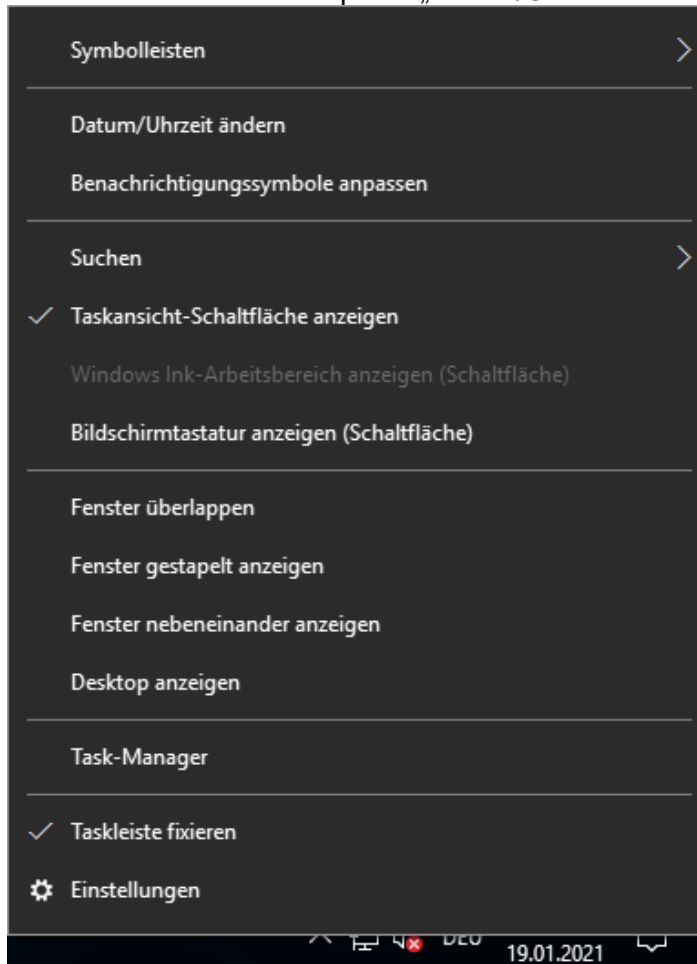 Symbolleisten
Datum/Uhrzeit ändern
Benachrichtigungssymbole anpassen
Suchen
Taskansicht-Schaltfläche anzeigen
Windows Ink-Arbeitsbereich anzeigen (Schaltfläche)
Bildschirmtastatur anzeigen (Schaltfläche)
Fenster überlappen
Fenster gestapelt anzeigen
Fenster nebeneinander anzeigen
Desktop anzeigen
Task-Manager
Taskleiste fixieren
Einstellungen
DEU
19.01.2021